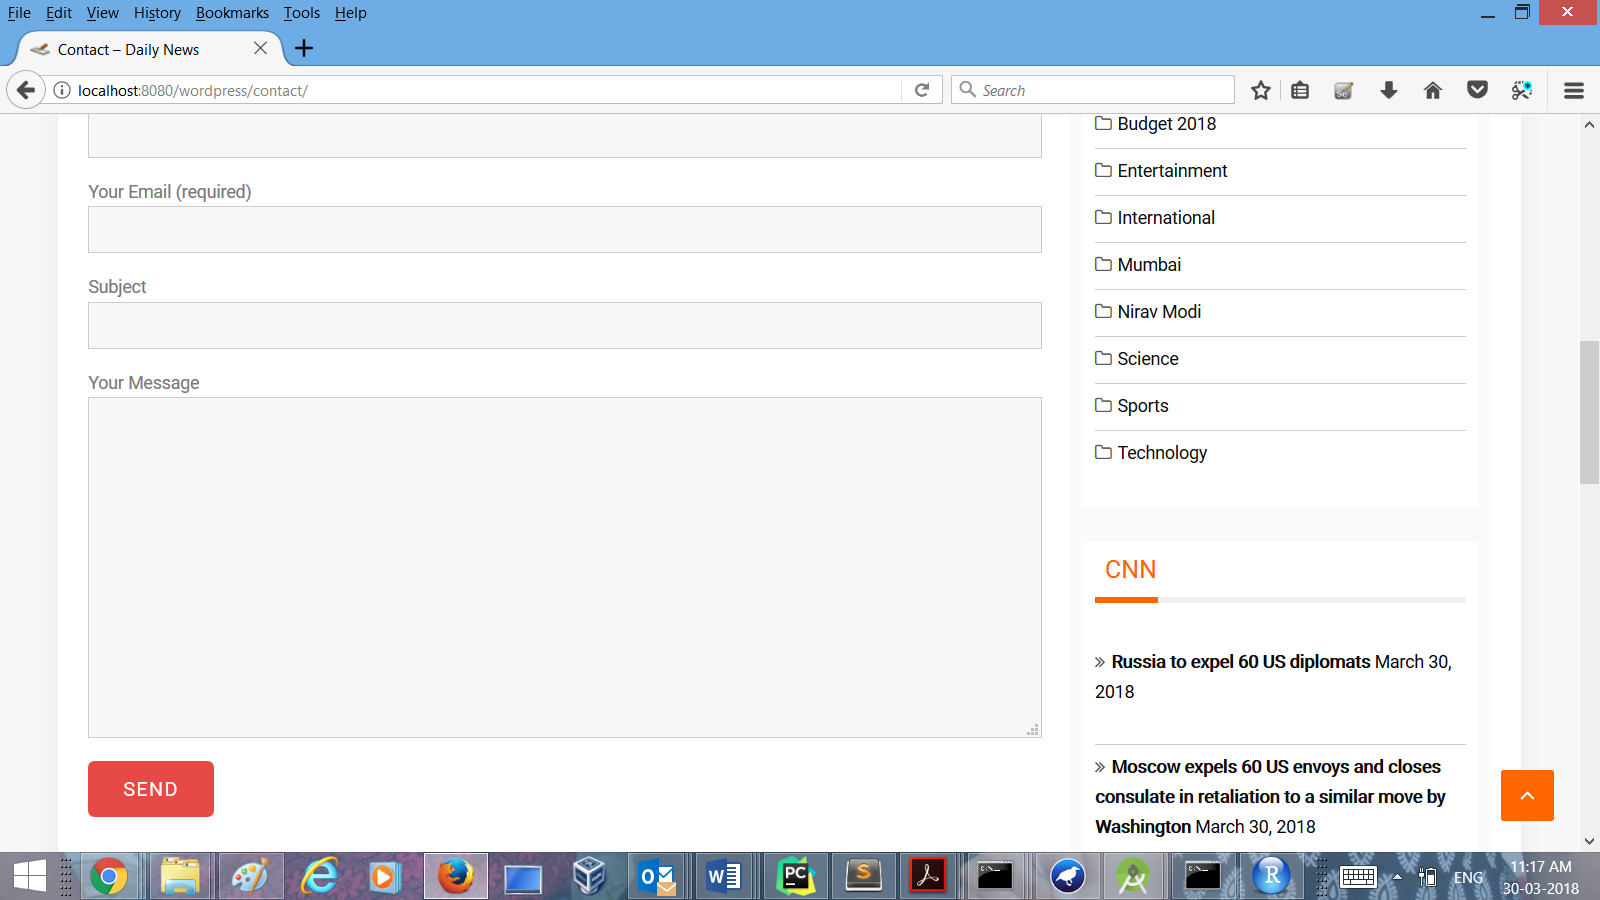 File Edit View History Bookmarks Tools Help
Contact – Daily News
localhost:8080/wordpress/contact/
Search
Your Email (required)
Subject
Your Message
SEND
Budget 2018
Entertainment
International
Mumbai
Nirav Modi
Science
Sports
Technology
CNN
» Russia to expel 60 US diplomats March 30,
2018
» Moscow expels 60 US envoys and closes
consulate in retaliation to a similar move by
Washington March 30, 2018
ENG
11:17 AM
30-03-2018